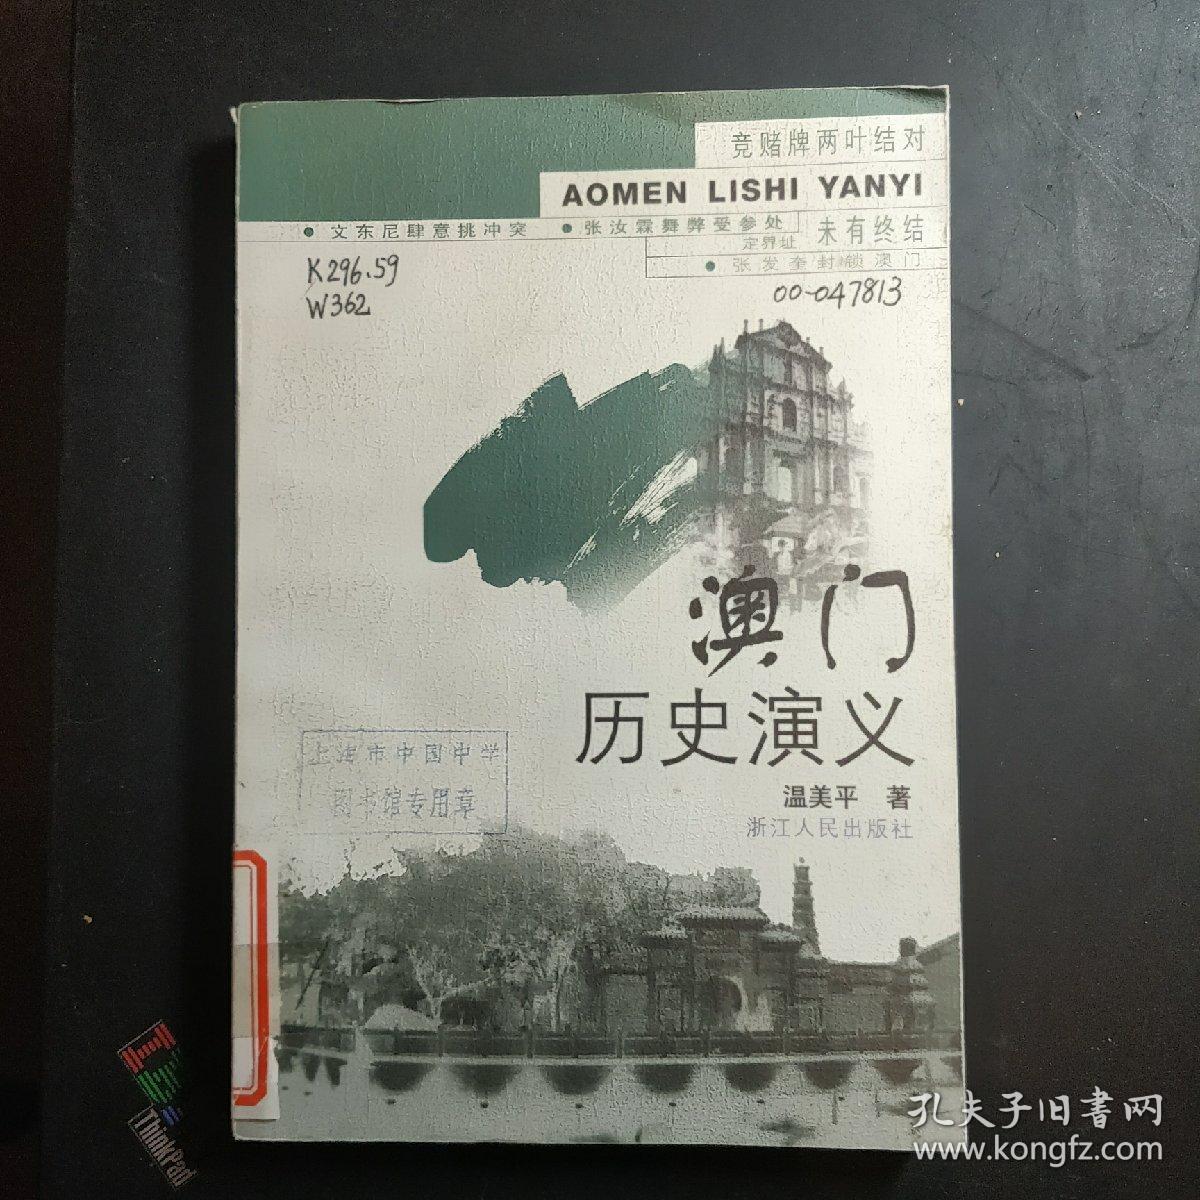 竞赌牌两叶结对
AOMEN LISHI YANYI
• 文东尼肆意挑冲突 • 张汝霖舞弊受参处
定界址 未有终结
• 张发奎封锁澳门
K296.59
W362
00-047813
澳门
历史演义
温美平 著
浙江人民出版社
上海市中国中学
图书馆专用章
ThinkPad
孔夫子旧书网
www.kongfz.com